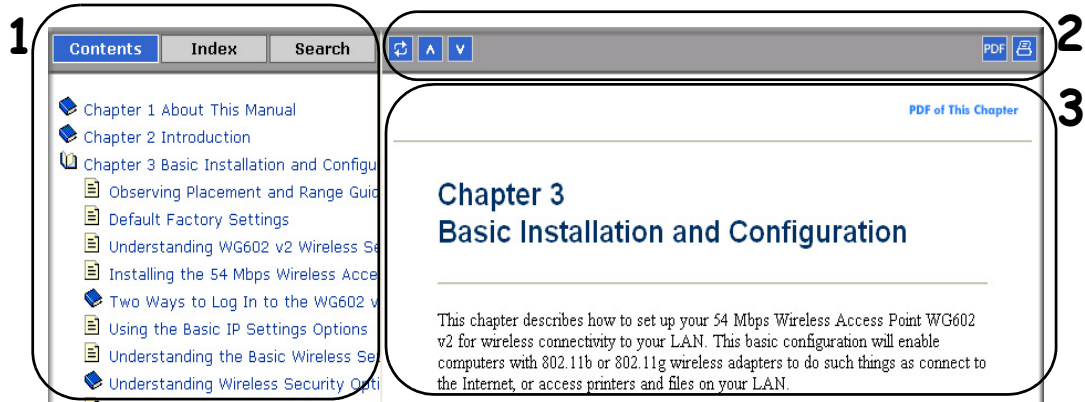 1
Contents Index Search
Chapter 1 About This Manual
Chapter 2 Introduction
Chapter 3 Basic Installation and Configu
Observing Placement and Range Guid
Default Factory Settings
Understanding WG602 v2 Wireless Se
Installing the 54 Mbps Wireless Acce
Two Ways to Log In to the WG602 v
Using the Basic IP Settings Options
Understanding the Basic Wireless Se
Understanding Wireless Security Opti
2
PDF
3
PDF of This Chapter
Chapter 3
Basic Installation and Configuration
This chapter describes how to set up your 54 Mbps Wireless Access Point WG602
v2 for wireless connectivity to your LAN. This basic configuration will enable
computers with 802.11b or 802.11g wireless adapters to do such things as connect to
the Internet, or access printers and files on your LAN.